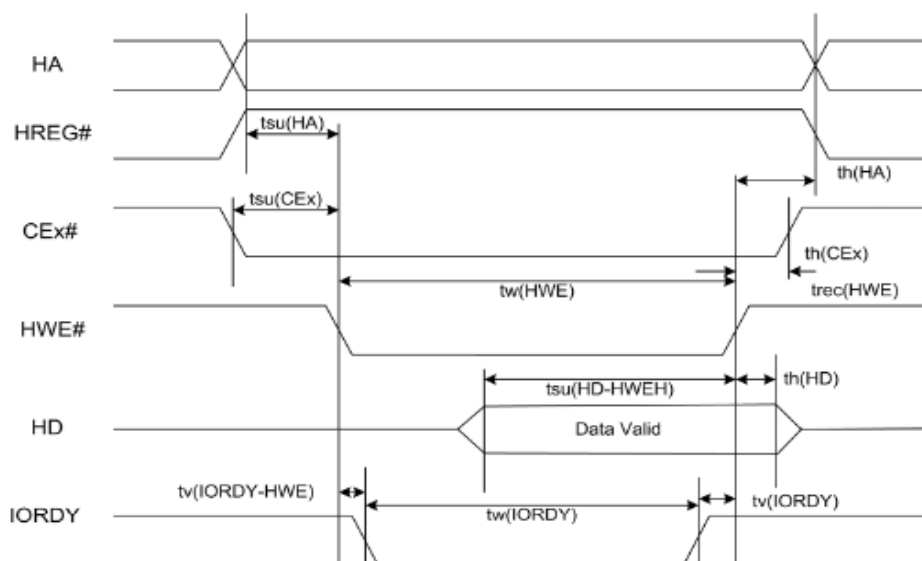 HA
HREG#
tsu(HA)
th(HA)
tsu(CEx)
CEx#
th(CEx)
tw(HWE)
trec(HWE)
HWE#
tsu(HD-HWEH)
th(HD)
HD
Data Valid
tv(IORDY-HWE)
tw(IORDY)
tv(IORDY)
IORDY